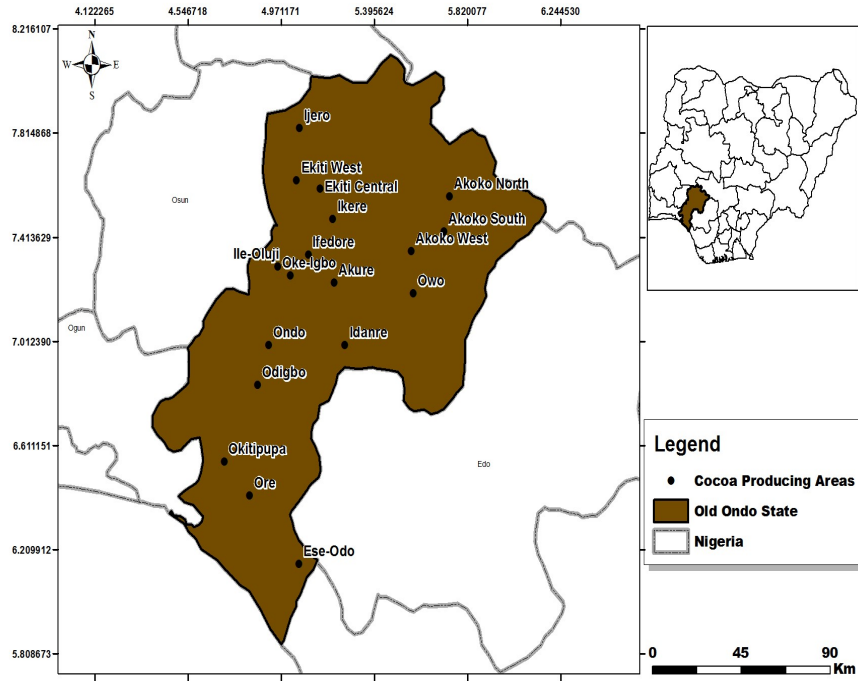 4.122265 4.546718 4.971171 5.395624 5.820077 6.244530
8.216107
N
W E
S
7.814868
Ijero
Ekiti West
Ekiti Central
Akoko North
Osun
Ikere
Akoko South
7.413629
Ifedore
Akoko West
Ile-Oluji
Oke-Igbo
Akure
Owo
Ogun
7.012390
Ondo
Idanre
Odigbo
6.611151
Okitipupa
Edo
Ore
6.209912
Ese-Odo
5.808673
Legend
Cocoa Producing Areas
Old Ondo State
Nigeria
0 45 90
Km